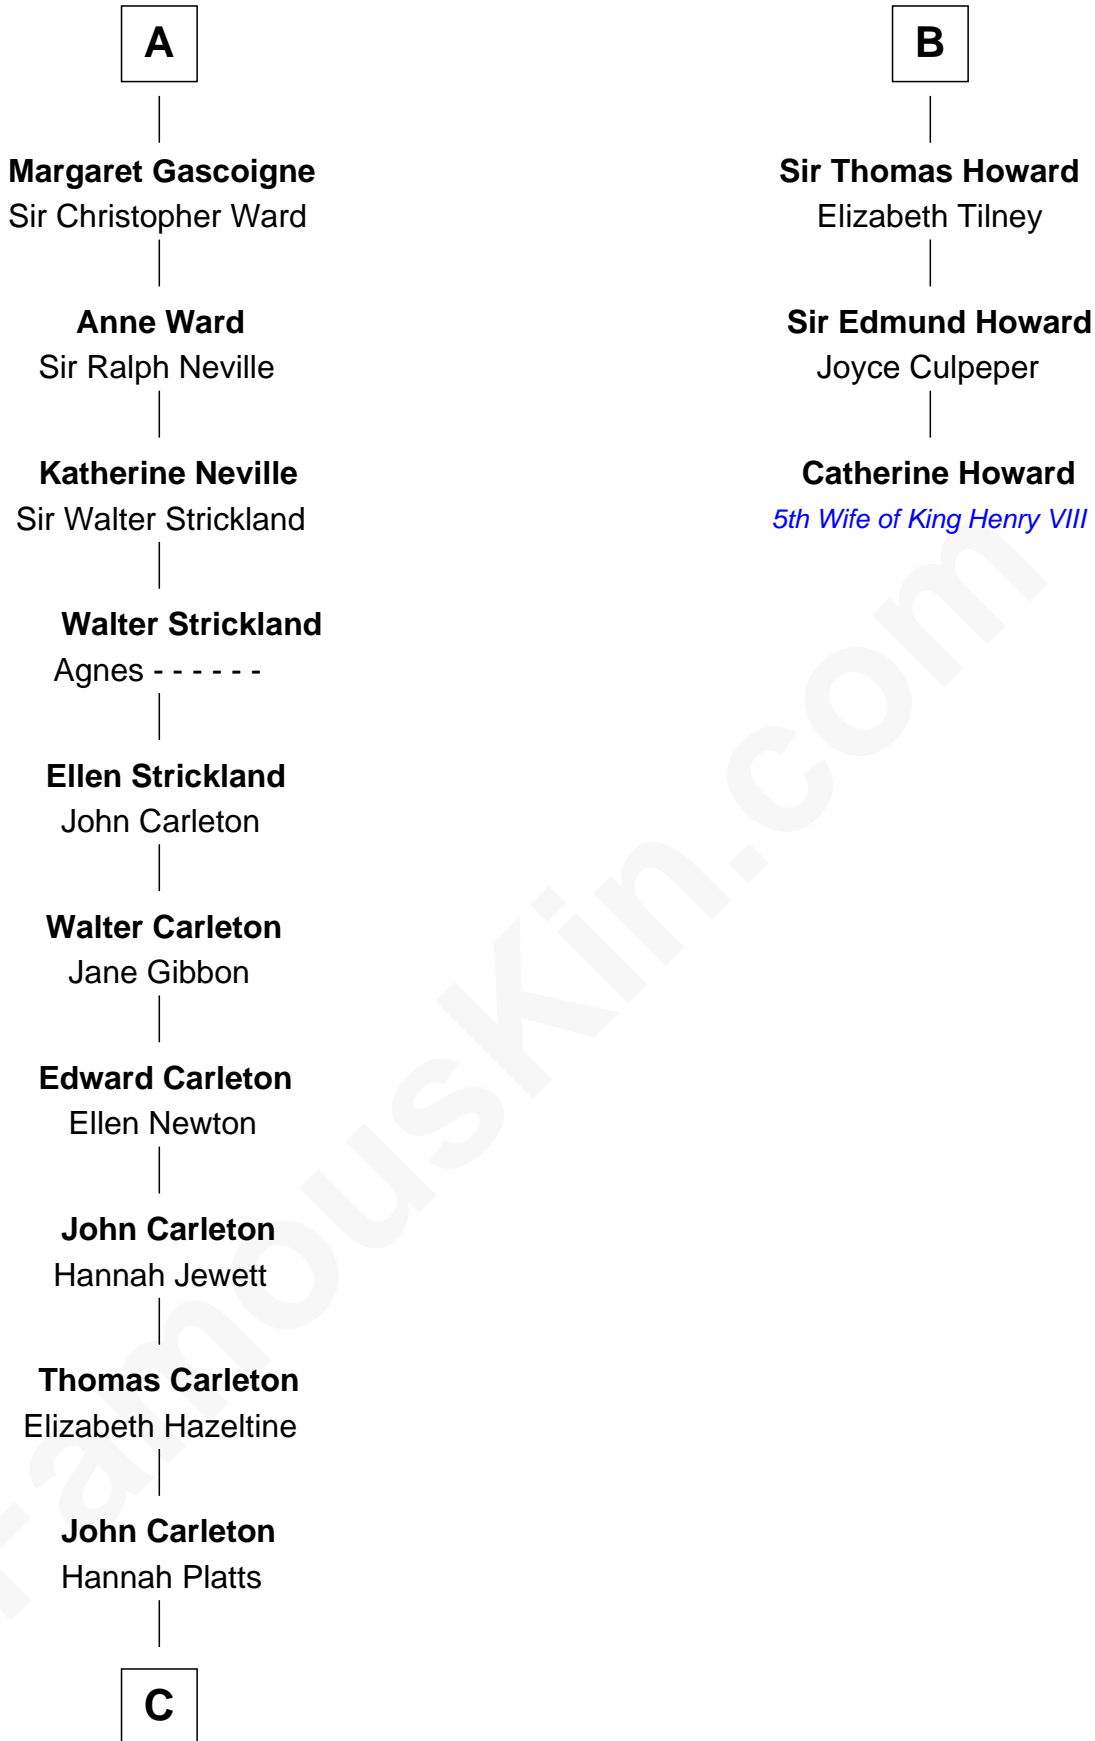 A
Margaret Gascoigne
Sir Christopher Ward
Anne Ward
Sir Ralph Neville
Katherine Neville
Sir Walter Strickland
Walter Strickland
Agnes - - - - - -
Ellen Strickland
John Carleton
Walter Carleton
Jane Gibbon
Edward Carleton
Ellen Newton
John Carleton
Hannah Jewett
Thomas Carleton
Elizabeth Hazeltine
John Carleton
Hannah Platts
C
B
Sir Thomas Howard
Elizabeth Tilney
Sir Edmund Howard
Joyce Culpeper
Catherine Howard
5th Wife of King Henry VIII
FamousKin.com